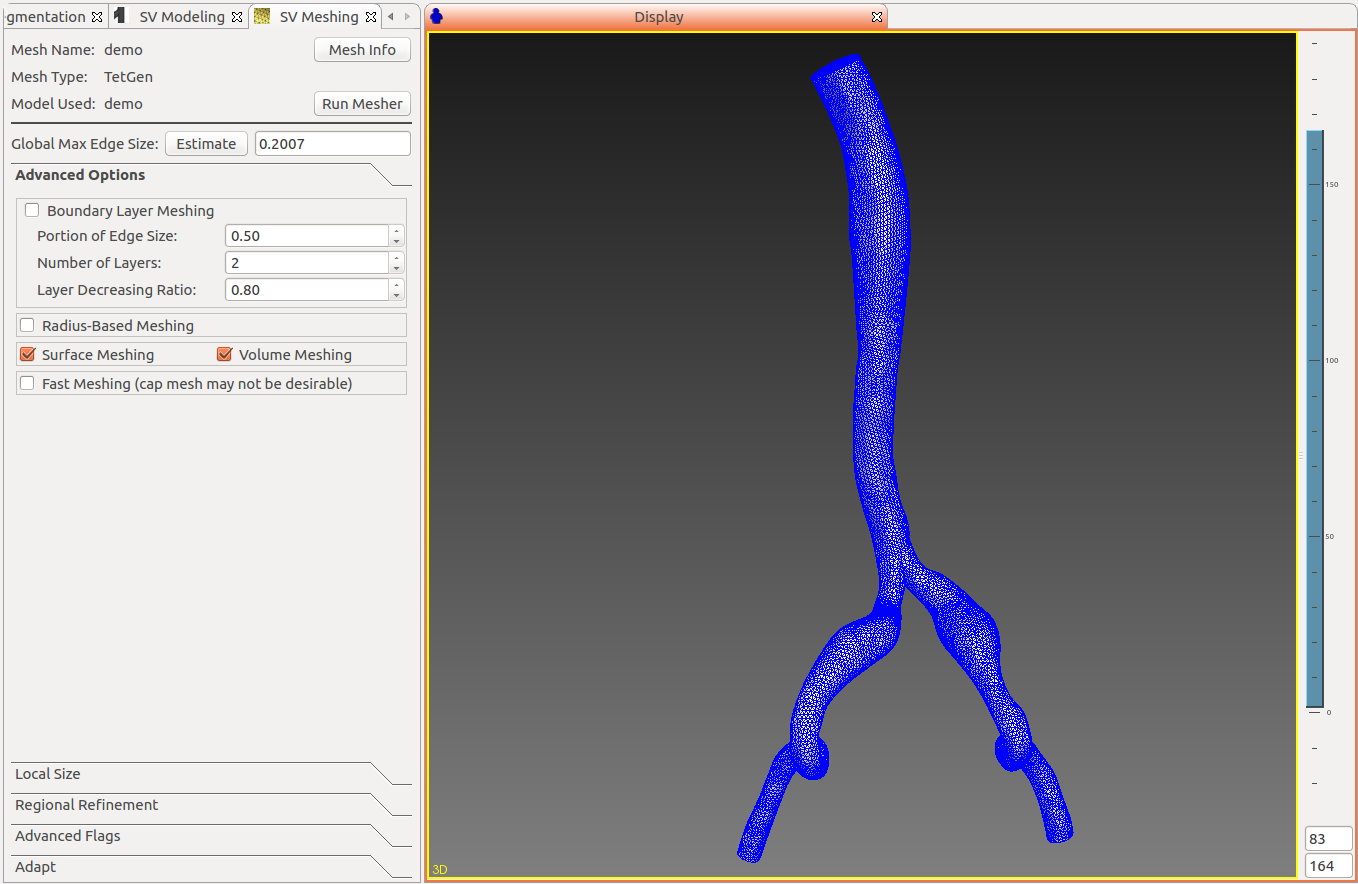 gmentation SV Modeling SV Meshing
Display
Mesh Name: demo Mesh Info
Mesh Type: TetGen
Model Used: demo Run Mesher
Global Max Edge Size: Estimate 0.2007
Advanced Options
Boundary Layer Meshing
Portion of Edge Size: 0.50
Number of Layers: 2
Layer Decreasing Ratio: 0.80
Radius-Based Meshing
Surface Meshing Volume Meshing
Fast Meshing (cap mesh may not be desirable)
Local Size
Regional Refinement
Advanced Flags
Adapt
3D
150
100
50
0
83
164